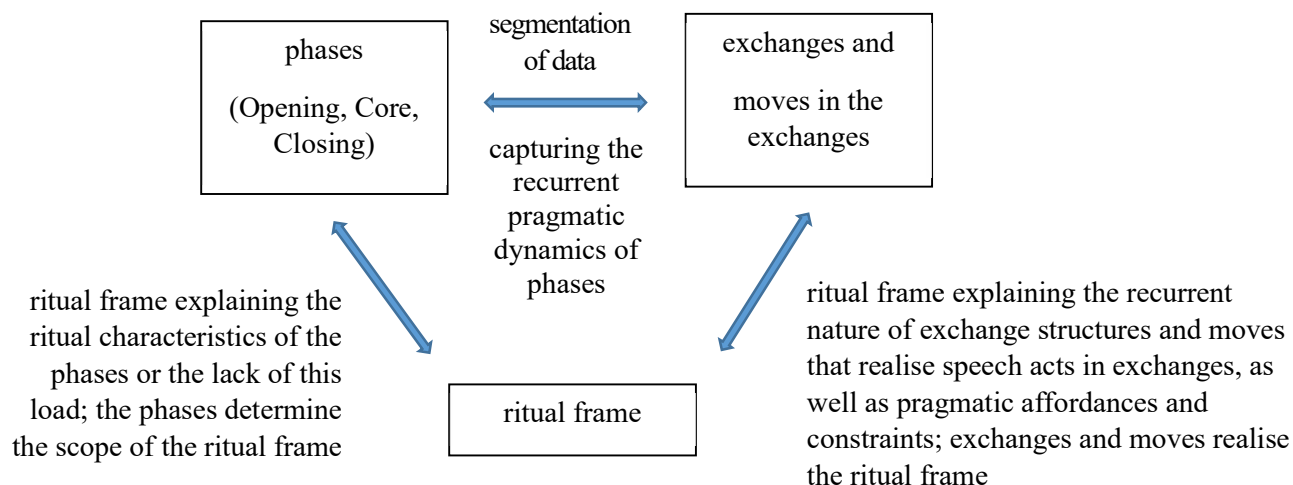 phases
(Opening, Core,
Closing)
segmentation
of data
capturing the
recurrent
pragmatic
dynamics of
phases
exchanges and
moves in the
exchanges
ritual frame explaining the
ritual characteristics of the
phases or the lack of this
load; the phases determine
the scope of the ritual frame
ritual frame
ritual frame explaining the recurrent
nature of exchange structures and moves
that realise speech acts in exchanges, as
well as pragmatic affordances and
constraints; exchanges and moves realise
the ritual frame